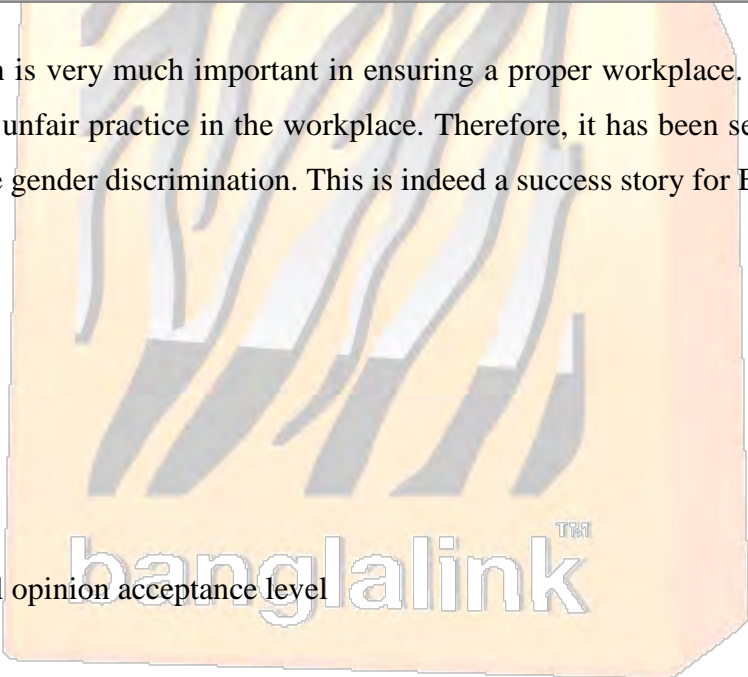 n is very much important in ensuring a proper workplace.
unfair practice in the workplace. Therefore, it has been se
e gender discrimination. This is indeed a success story for
banglalink™
l opinion acceptance level